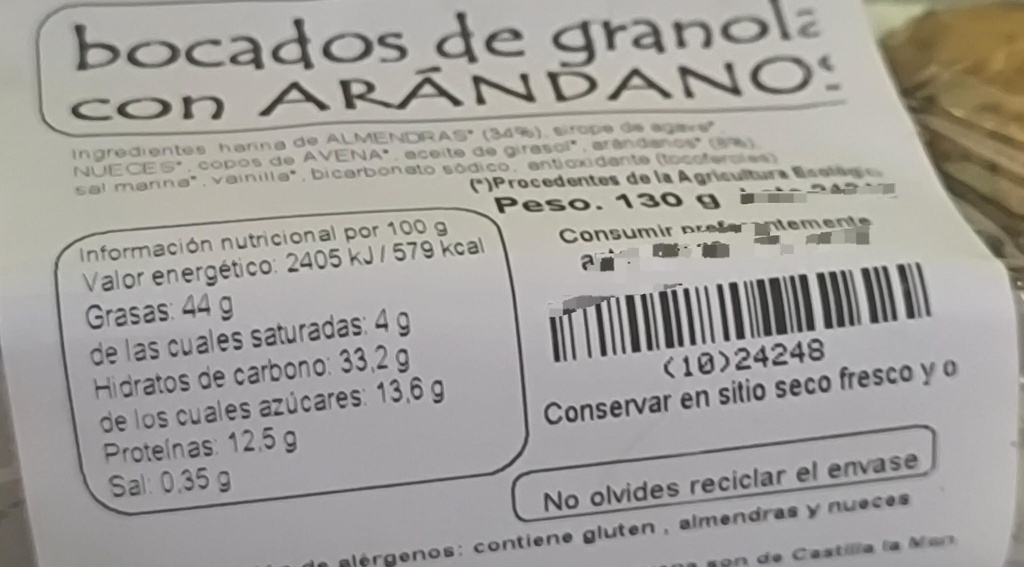 bocados de granola
con ARÁNDANOS
Ingredientes harina de ALMENDRAS* (34%), sirope de agave*
NUECES*, copos de AVENA*, aceite de girasol*, arándanos* (8%)
sal marina*, vainilla*, bicarbonato sódico, antioxidante (tocoferoles)
(*)Procedentes de la Agricultura Ecológic
Peso. 130 g
Consumir preferentemente
Información nutricional por 100 g
Valor energético: 2405 kJ / 579 kcal
Grasas: 44 g
de las cuales saturadas: 4 g
Hidratos de carbono: 33,2 g
de los cuales azúcares: 13,6 g
Proteínas: 12,5 g
Sal: 0,35 g
(10)24248
Conservar en sitio seco fresco y o
No olvides reciclar el envase
de alérgenos: contiene gluten, almendras y nueces
son de Castilla la Man